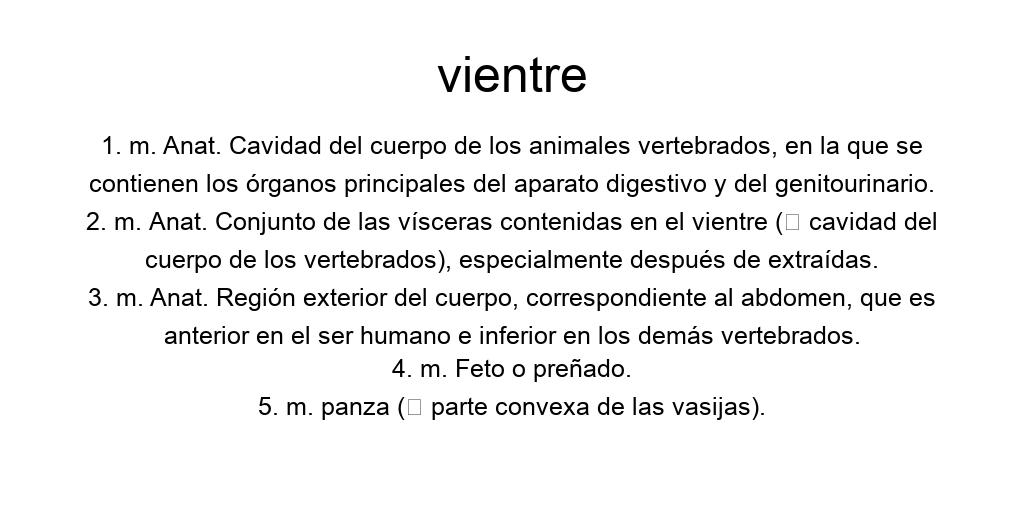 vientre
1. m. Anat. Cavidad del cuerpo de los animales vertebrados, en la que se
contienen los órganos principales del aparato digestivo y del genitourinario.
2. m. Anat. Conjunto de las vísceras contenidas en el vientre (▯ cavidad del
cuerpo de los vertebrados), especialmente después de extraídas.
3. m. Anat. Región exterior del cuerpo, correspondiente al abdomen, que es
anterior en el ser humano e inferior en los demás vertebrados.
4. m. Feto o preñado.
5. m. panza (▯ parte convexa de las vasijas).